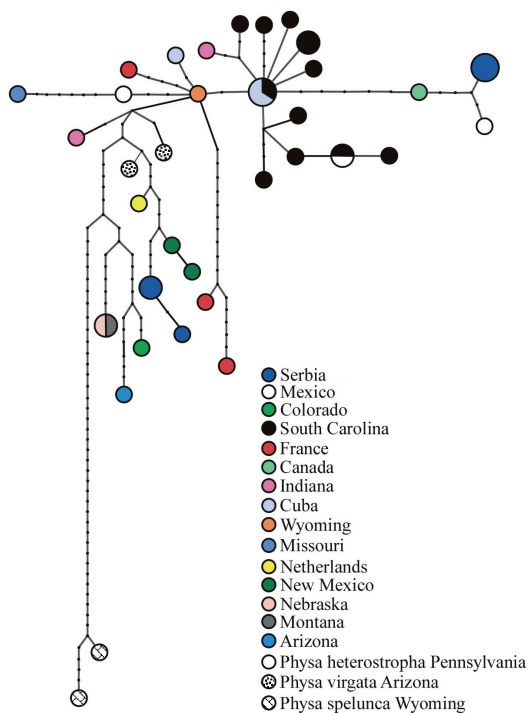 Serbia
Mexico
Colorado
South Carolina
France
Canada
Indiana
Cuba
Wyoming
Missouri
Netherlands
New Mexico
Nebraska
Montana
Arizona
Physa heterostropha Pennsylvania
Physa virgata Arizona
Physa spelunca Wyoming